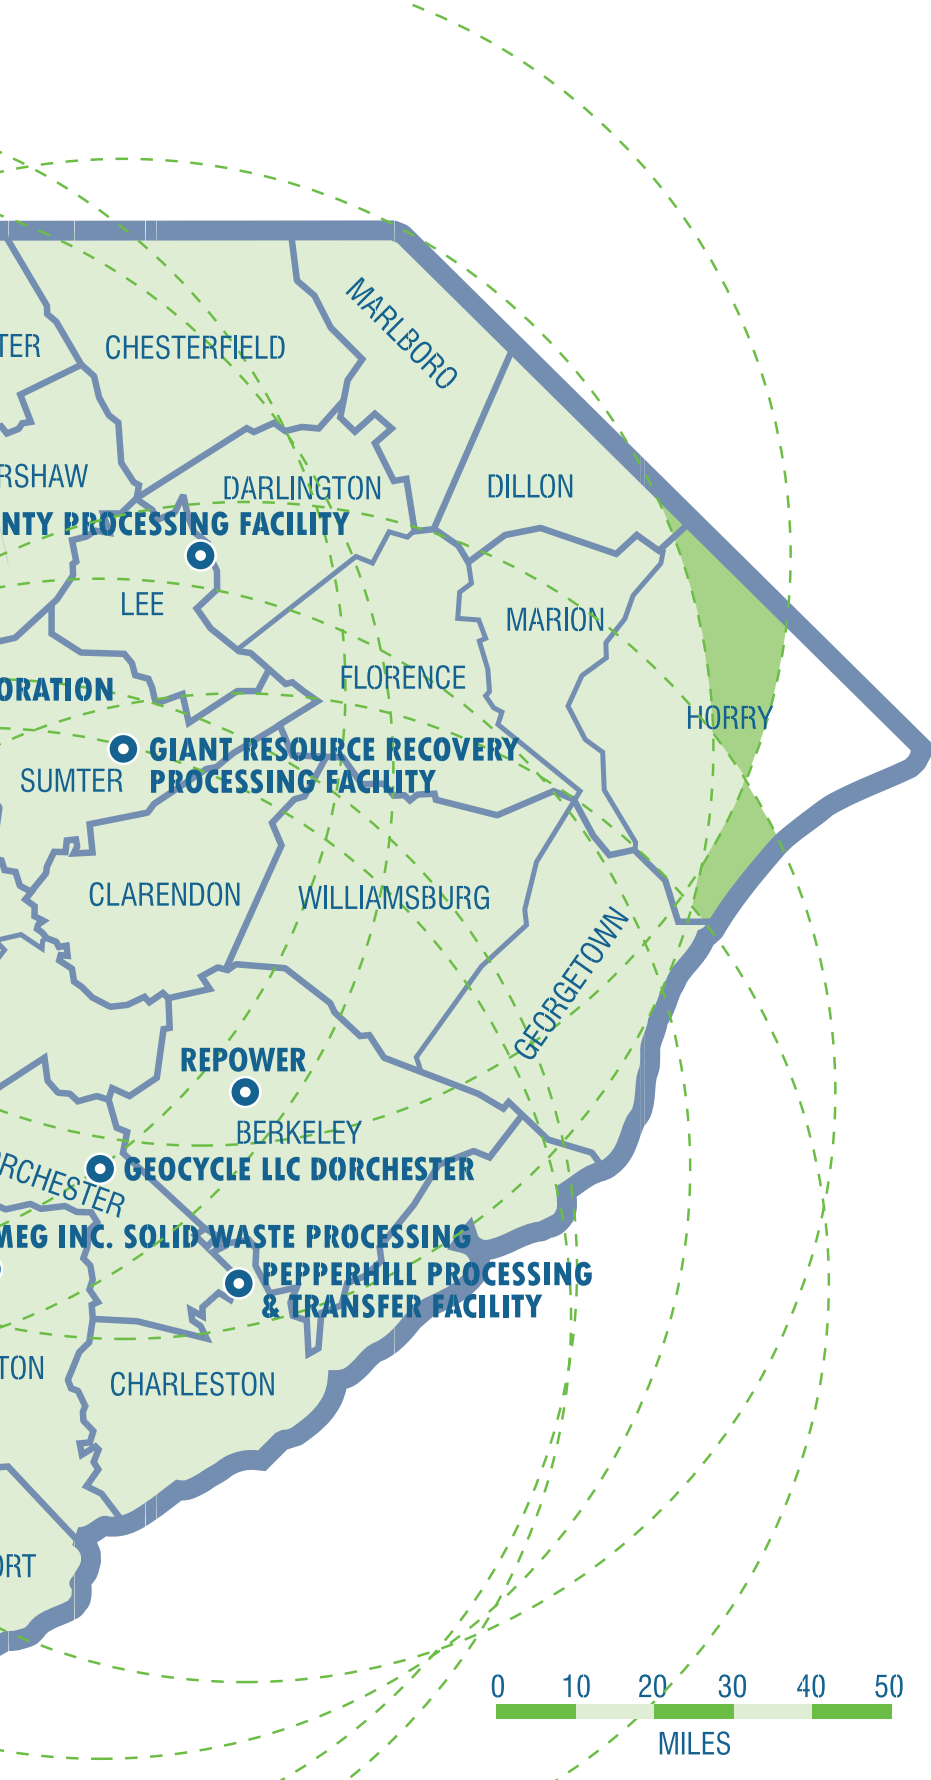 MARLBORO
TER
CHESTERFIELD
RSHAW
DARLINGTON
DILLON
NTY PROCESSING FACILITY
LEE
MARION
FLORENCE
ORATION
HORRY
GIANT RESOURCE RECOVERY
PROCESSING FACILITY
SUMTER
CLARENDON
WILLIAMSBURG
GEORGETOWN
REPOWER
BERKELEY
GEOCYCLE LLC DORCHESTER
RCHESTER
MEG INC. SOLID WASTE PROCESSING
PEPPERHILL PROCESSING
& TRANSFER FACILITY
TON
CHARLESTON
ORT
0 10 20 30 40 50
MILES